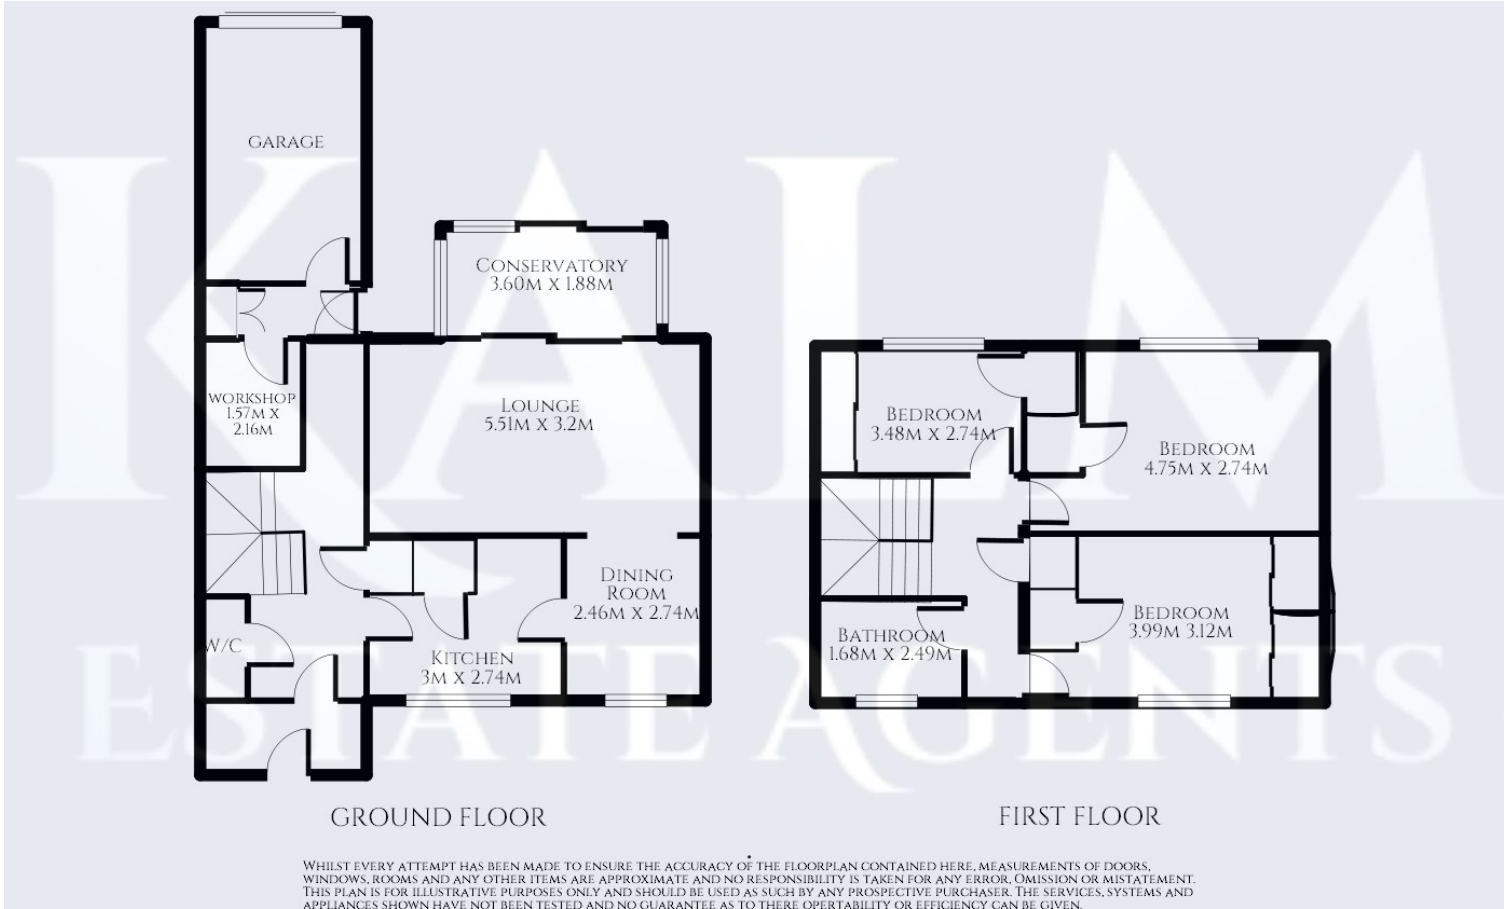 GARAGE
CONSERVATORY
3.60M X 1.88M
WORKSHOP
1.57M X
2.16M
LOUNGE
5.51M X 3.2M
DINING
ROOM
2.46M X 2.74M
W/C
KITCHEN
3M X 2.74M
GROUND FLOOR
BEDROOM
3.48M X 2.74M
BEDROOM
4.75M X 2.74M
BEDROOM
3.99M 3.12M
BATHROOM
1.68M X 2.49M
FIRST FLOOR
KALM
ESTATE AGENTS
WHILST EVERY ATTEMPT HAS BEEN MADE TO ENSURE THE ACCURACY OF THE FLOORPLAN CONTAINED HERE, MEASUREMENTS OF DOORS,
WINDOWS, ROOMS AND ANY OTHER ITEMS ARE APPROXIMATE AND NO RESPONSIBILITY IS TAKEN FOR ANY ERROR, OMISSION OR MISTATEMENT.
THIS PLAN IS FOR ILLUSTRATIVE PURPOSES ONLY AND SHOULD BE USED AS SUCH BY ANY PROSPECTIVE PURCHASER. THE SERVICES, SYSTEMS AND
APPLIANCES SHOWN HAVE NOT BEEN TESTED AND NO GUARANTEE AS TO THERE OPERTABILITY OR EFFICIENCY CAN BE GIVEN.